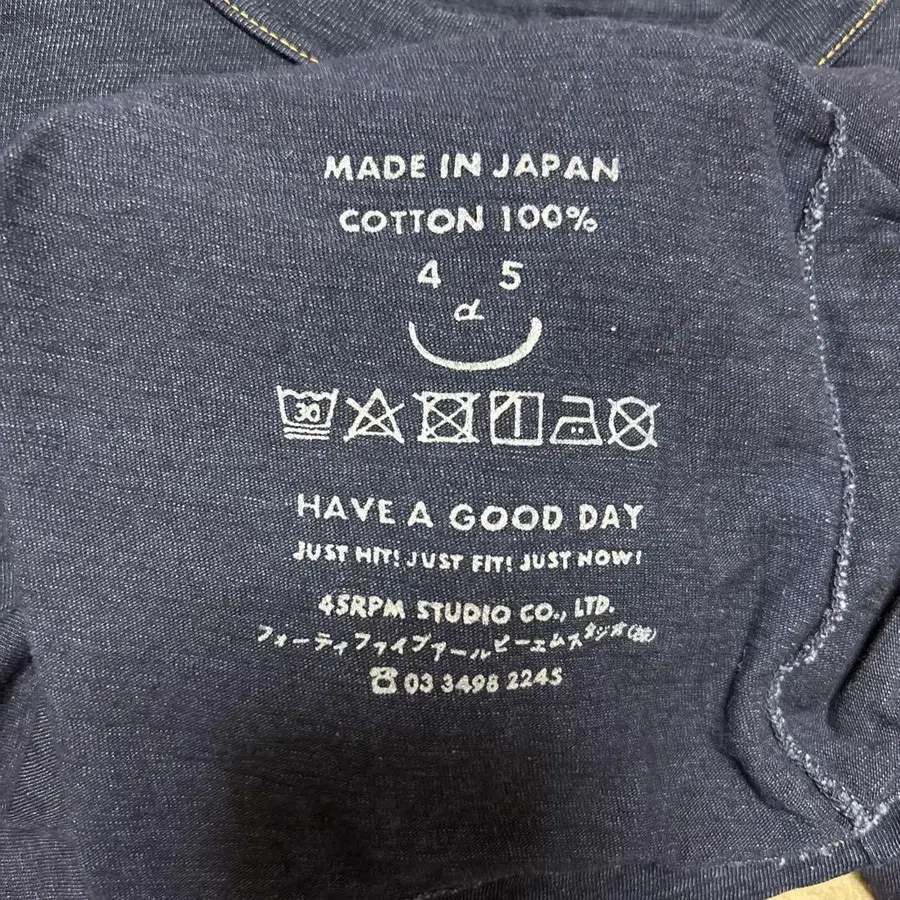 MADE IN JAPAN
COTTON 100%
4 5
R
30
HAVE A GOOD DAY
JUST HIT! JUST FIT! JUST NOW!
45RPM STUDIO CO., LTD.
フォーティファイブアールピーエムスタジオ(株)
☎ 03 3498 2245